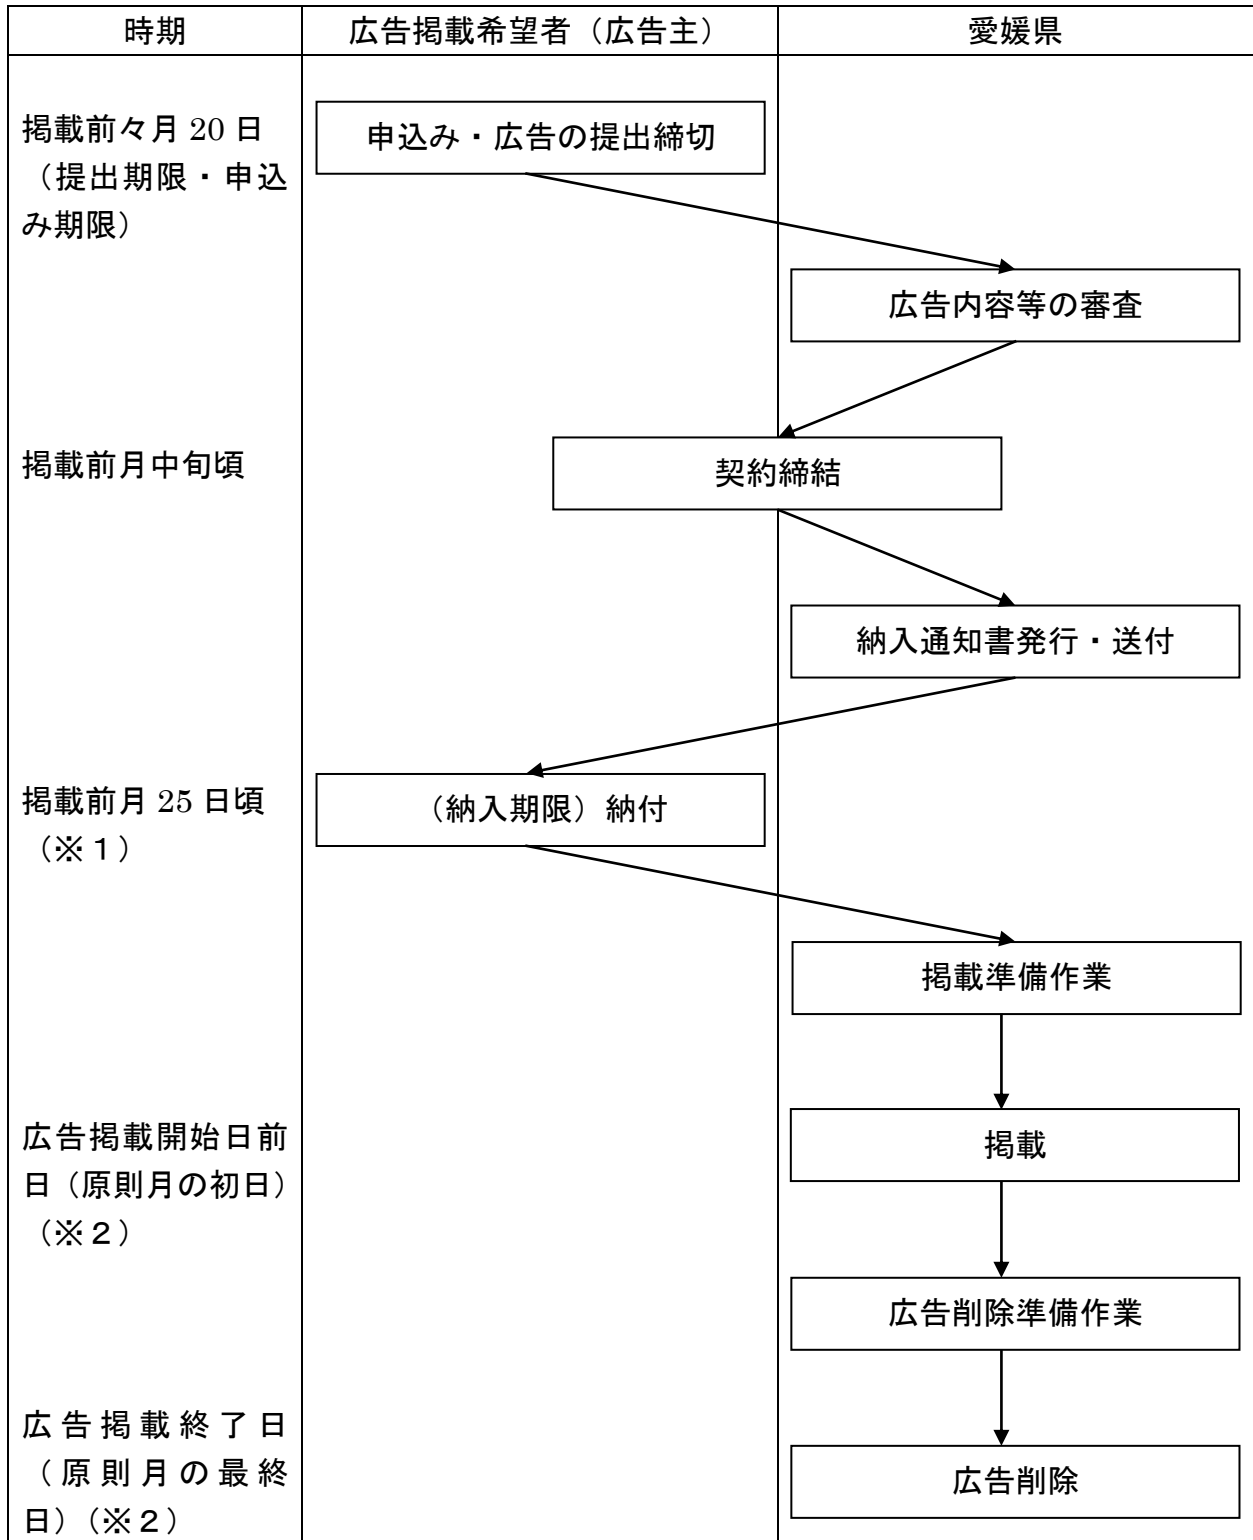 時期
広告掲載希望者（広告主）
愛媛県
掲載前々月 20 日
（提出期限・申込
み期限）
申込み・広告の提出締切
広告内容等の審査
掲載前月中旬頃
契約締結
納入通知書発行・送付
掲載前月 25 日頃
（※１）
（納入期限）納付
掲載準備作業
広告掲載開始日前
日（原則月の初日）
（※２）
掲載
広告削除準備作業
広告掲載終了日
（原則月の最終
日）（※２）
広告削除